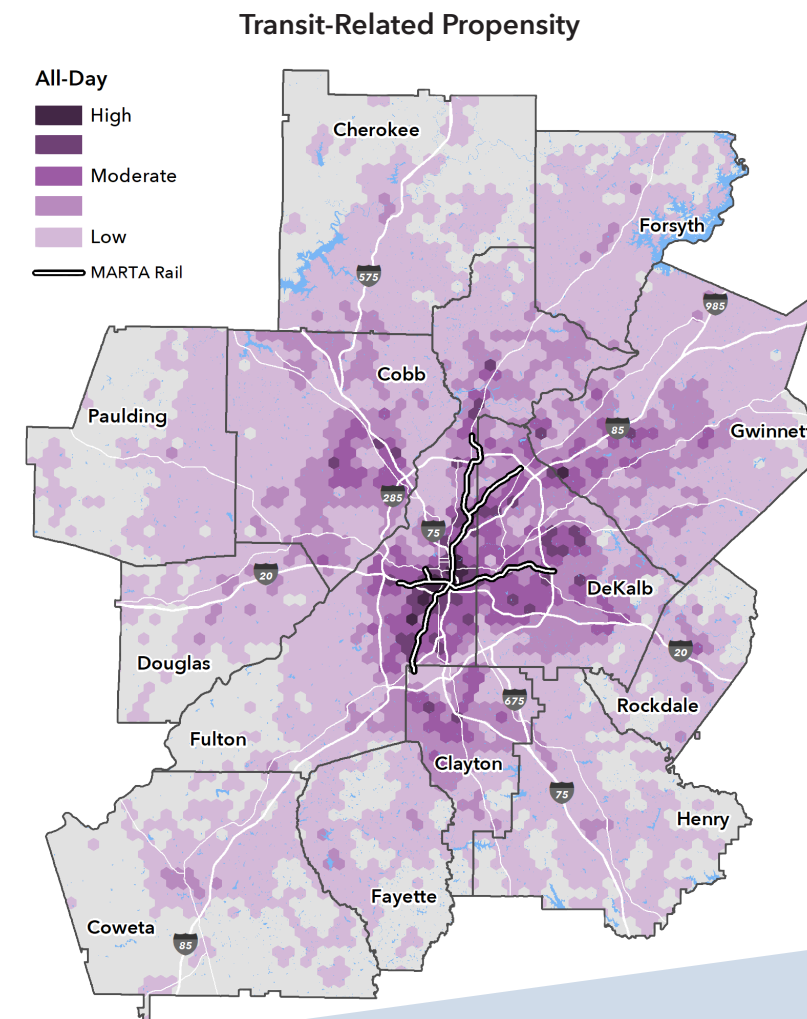 Transit-Related Propensity
All-Day
High
Moderate
Low
MARTA Rail
Cherokee
Forsyth
575
985
Cobb
Paulding
85
Gwinnett
285
75
20
DeKalb
Douglas
20
675
Rockdale
Fulton
Clayton
75
Henry
Fayette
Coweta
85